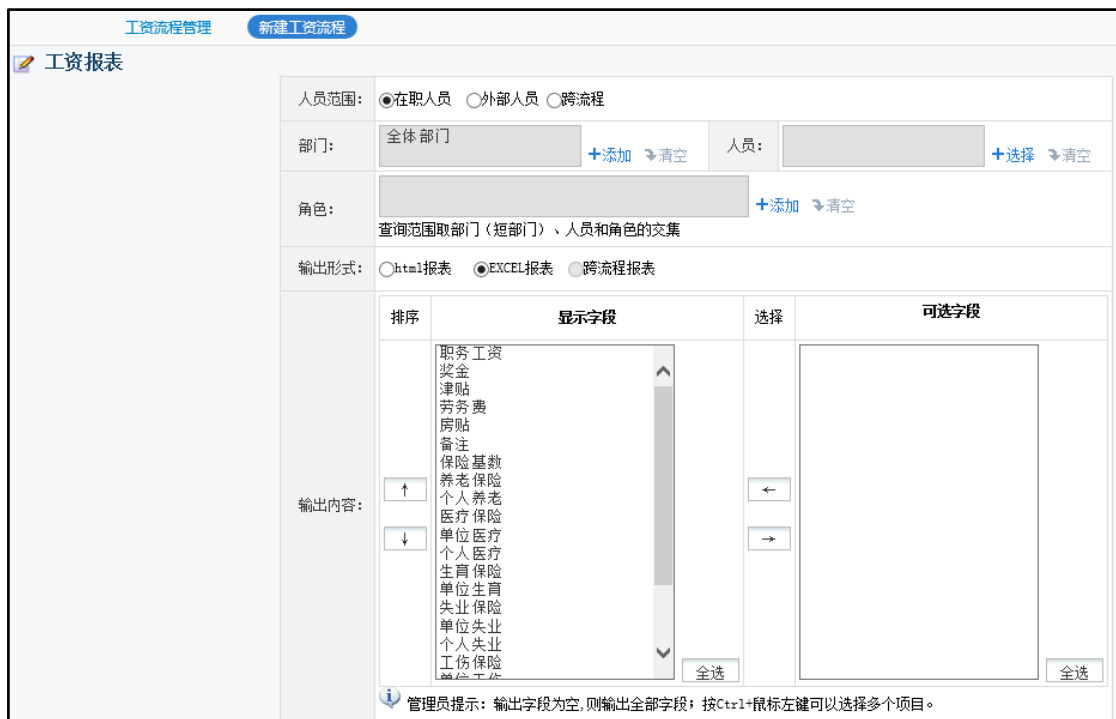 工资流程管理 新建工资流程
工资报表
人员范围： 在职人员 外部人员 跨流程
部门： 全体部门 +添加 清空 人员： +选择 清空
角色： +添加 清空
查询范围取部门（短部门）、人员和角色的交集
输出形式： html报表 EXCEL报表 跨流程报表
排序 显示字段 选择 可选字段
职务工资
奖金
津贴
劳务费
房贴
备注
保险基数
养老保险
个人养老
医疗保险
单位医疗
个人医疗
生育保险
单位生育
失业保险
单位失业
个人失业
工伤保险
单位工伤
输出内容： ↑ ← 
↓ →
全选 全选
管理员提示：输出字段为空,则输出全部字段；按Ctrl+鼠标左键可以选择多个项目。